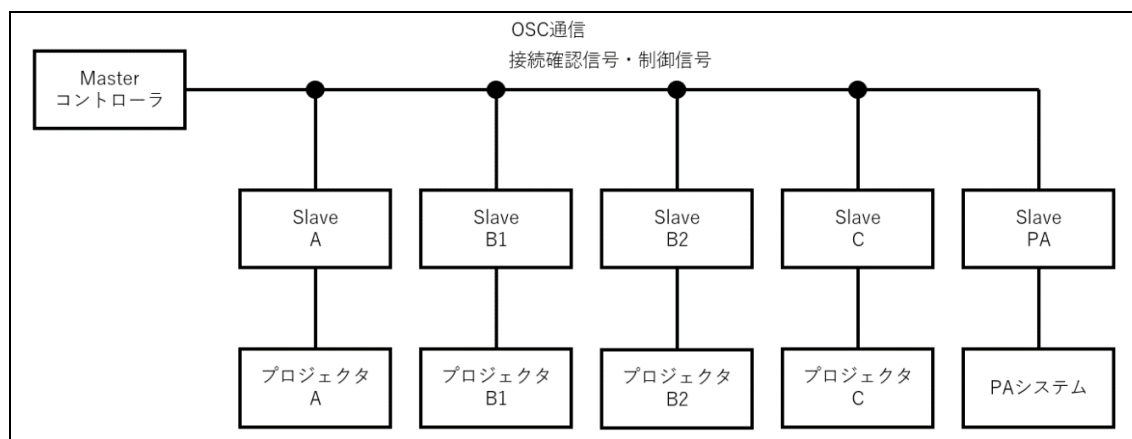 OSC通信
接続確認信号・制御信号
Master
コントローラ
Slave
A
Slave
B1
Slave
B2
Slave
C
Slave
PA
プロジェクタ
A
プロジェクタ
B1
プロジェクタ
B2
プロジェクタ
C
PAシステム